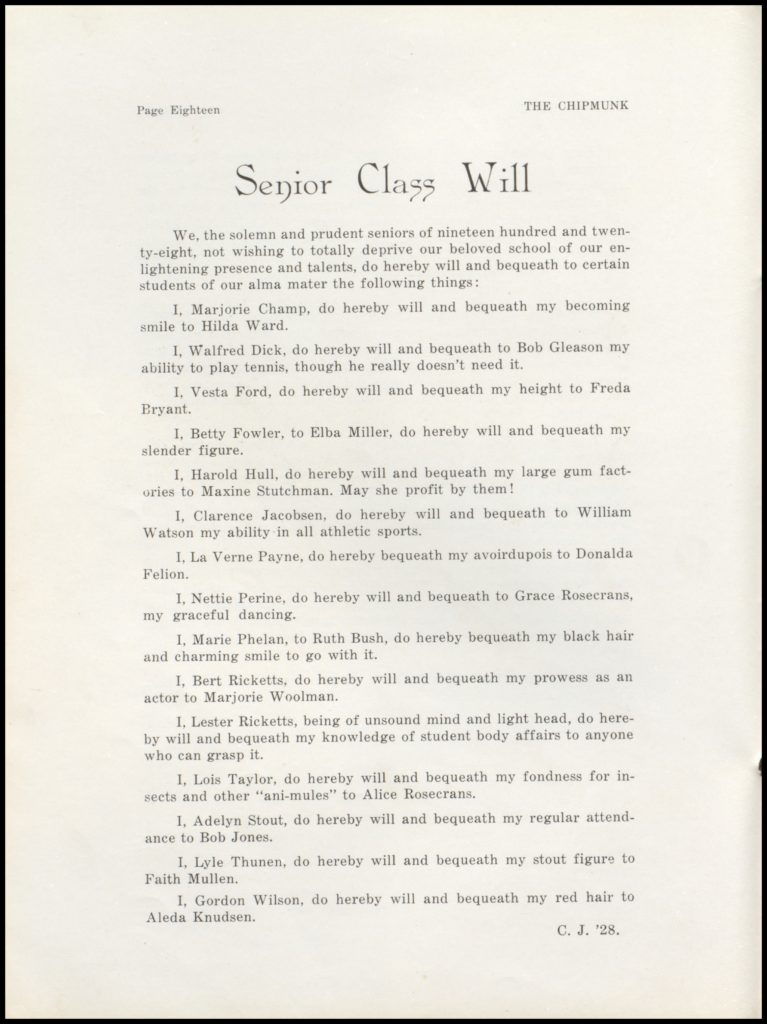 Page Eighteen
THE CHIPMUNK
Senior Class Will
We, the solemn and prudent seniors of nineteen hundred and twen-
ty-eight, not wishing to totally deprive our beloved school of our en-
lightening presence and talents, do hereby will and bequeath to certain
students of our alma mater the following things:
I, Marjorie Champ, do hereby will and bequeath my becoming
smile to Hilda Ward.
I, Walfred Dick, do hereby will and bequeath to Bob Gleason my
ability to play tennis, though he really doesn't need it.
I, Vesta Ford, do hereby will and bequeath my height to Freda
Bryant.
I, Betty Fowler, to Elba Miller, do hereby will and bequeath my
slender figure.
I, Harold Hull, do hereby will and bequeath my large gum fact-
ories to Maxine Stutchman. May she profit by them!
I, Clarence Jacobsen, do hereby will and bequeath to William
Watson my ability in all athletic sports.
I, La Verne Payne, do hereby bequeath my avoirdupois to Donalda
Felion.
I, Nettie Perine, do hereby will and bequeath to Grace Rosecrans,
my graceful dancing.
I, Marie Phelan, to Ruth Bush, do hereby bequeath my black hair
and charming smile to go with it.
I, Bert Ricketts, do hereby will and bequeath my prowess as an
actor to Marjorie Woolman.
I, Lester Ricketts, being of unsound mind and light head, do here-
by will and bequeath my knowledge of student body affairs to anyone
who can grasp it.
I, Lois Taylor, do hereby will and bequeath my fondness for in-
sects and other "ani-mules" to Alice Rosecrans.
I, Adelyn Stout, do hereby will and bequeath my regular attend-
ance to Bob Jones.
I, Lyle Thunen, do hereby will and bequeath my stout figure to
Faith Mullen.
I, Gordon Wilson, do hereby will and bequeath my red hair to
Aleda Knudsen.
C. J. '28.